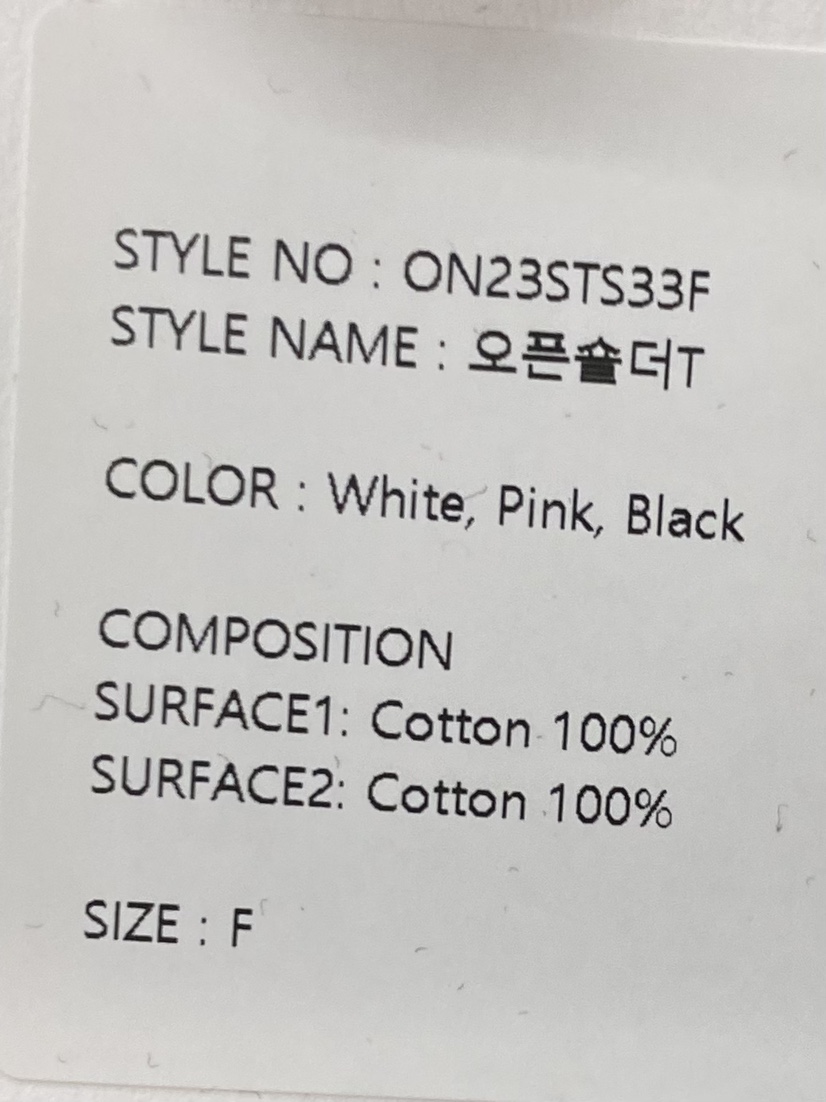 STYLE NO : ON23STS33F
STYLE NAME : 오픈숄더T
COLOR : White, Pink, Black
COMPOSITION
SURFACE1: Cotton 100%
SURFACE2: Cotton 100%
SIZE : F